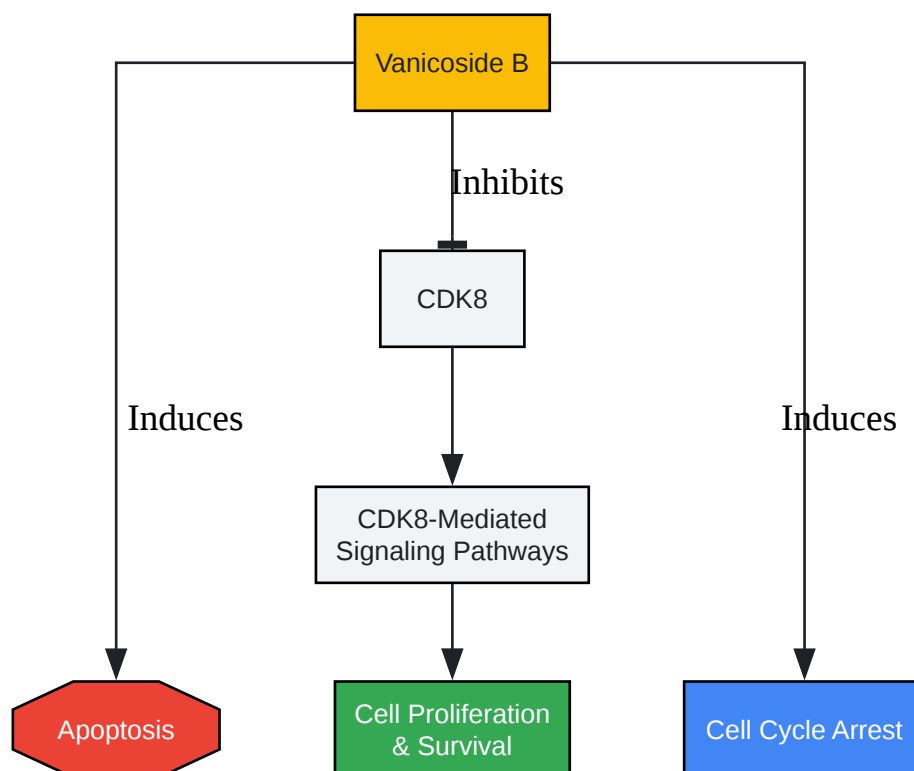 Vanicoside B
Inhibits
CDK8
Induces
Induces
CDK8-Mediated
Signaling Pathways
Apoptosis
Cell Proliferation
& Survival
Cell Cycle Arrest